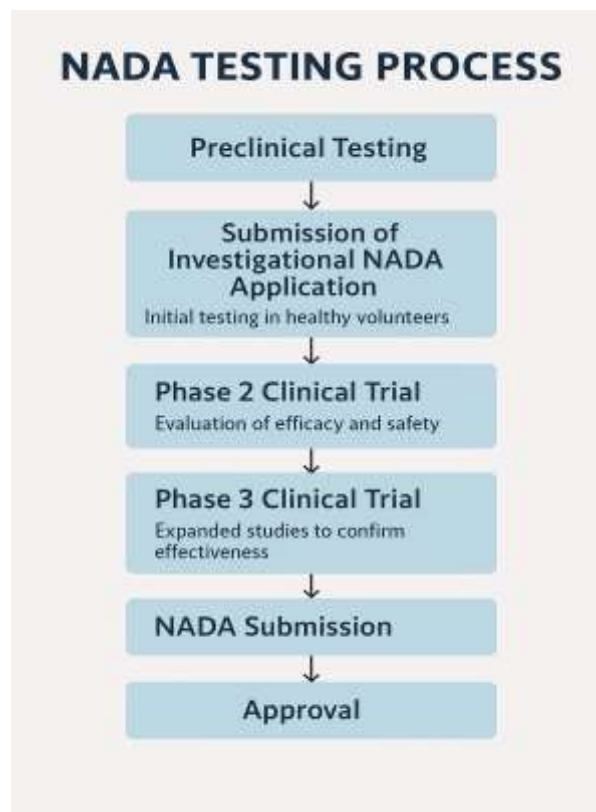 NADA TESTING PROCESS
Preclinical Testing
Submission of
Investigational NADA
Application
Initial testing in healthy volunteers
Phase 2 Clinical Trial
Evaluation of efficacy and safety
Phase 3 Clinical Trial
Expanded studies to confirm
effectiveness
NADA Submission
Approval